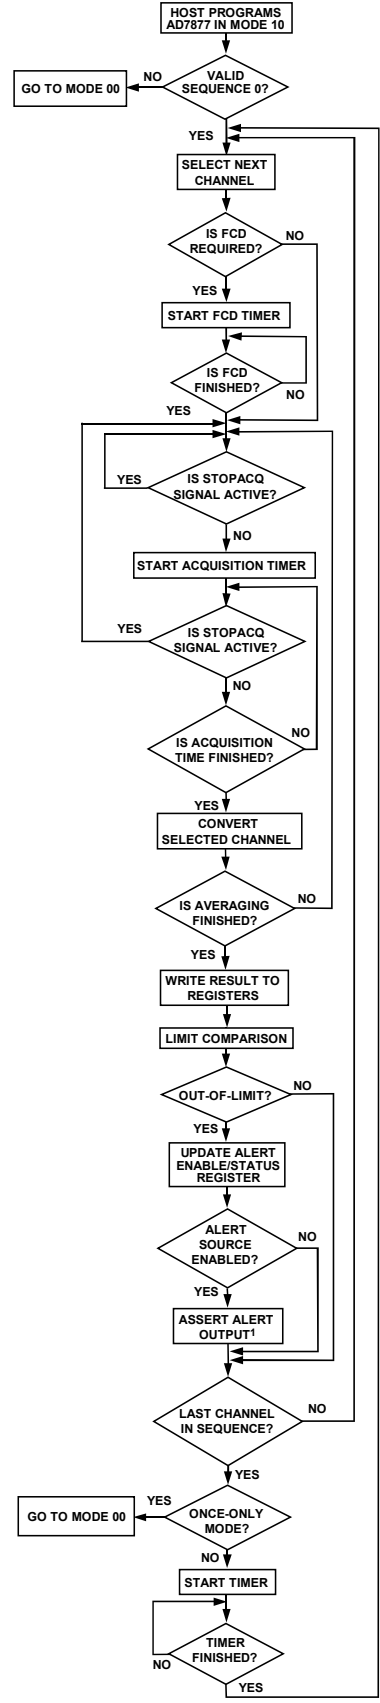 HOST PROGRAMS
AD7877 IN MODE 10
NO
VALID
SEQUENCE 0?
GO TO MODE 00
YES
SELECT NEXT
CHANNEL
IS FCD
REQUIRED?
NO
YES
START FCD TIMER
IS FCD
FINISHED?
NO
YES
IS STOPACQ
SIGNAL ACTIVE?
YES
NO
START ACQUISITION TIMER
IS STOPACQ
SIGNAL ACTIVE?
YES
NO
IS ACQUISITION
TIME FINISHED?
NO
YES
CONVERT
SELECTED CHANNEL
IS AVERAGING
FINISHED?
NO
YES
WRITE RESULT TO
REGISTERS
LIMIT COMPARISON
OUT-OF-LIMIT?
NO
YES
UPDATE ALERT
ENABLE/STATUS
REGISTER
ALERT
SOURCE
ENABLED?
NO
YES
ASSERT ALERT
OUTPUT¹
LAST CHANNEL
IN SEQUENCE?
NO
YES
YES
ONCE-ONLY
MODE?
GO TO MODE 00
NO
START TIMER
TIMER
FINISHED?
NO
YES